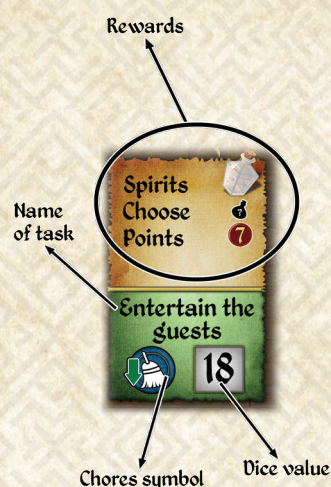 Rewards
Spirits
Choose ?
Points 7
Name
of task
Entertain the
guests
18
Chores symbol
Dice value